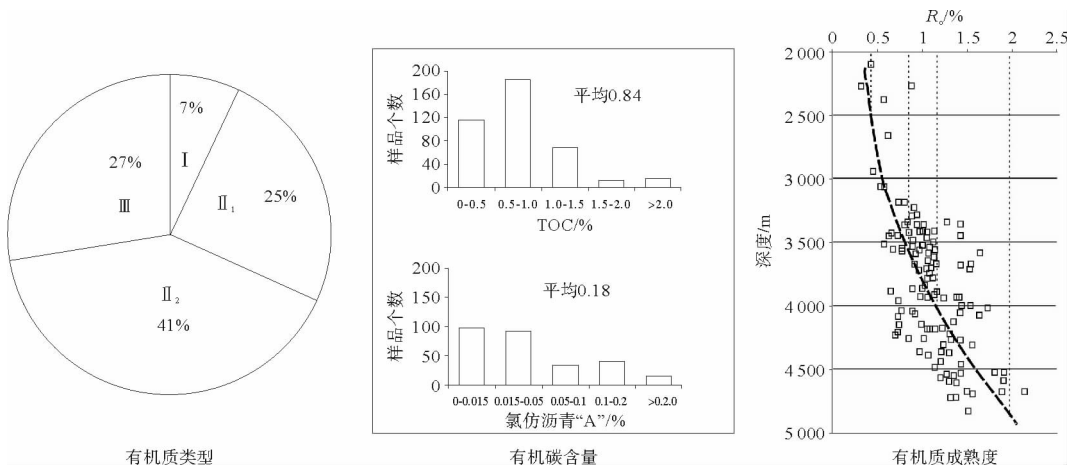 7%
Ⅰ
25%
Ⅱ₁
27%
Ⅲ
Ⅱ₂
41%
有机质类型
样品个数
200
160
120
80
40
0
平均0.84
0-0.5 0.5-1.0 1.0-1.5 1.5-2.0 >2.0
TOC/%
样品个数
200
150
100
50
0
平均0.18
0-0.015 0.015-0.05 0.05-0.1 0.1-0.2 >0.2.0
氯仿沥青“A”/%
有机碳含量
Rₒ/%
0 0.5 1 1.5 2 2.5
深度/m
2 000
2 500
3 000
3 500
4 000
4 500
5 000
有机质成熟度